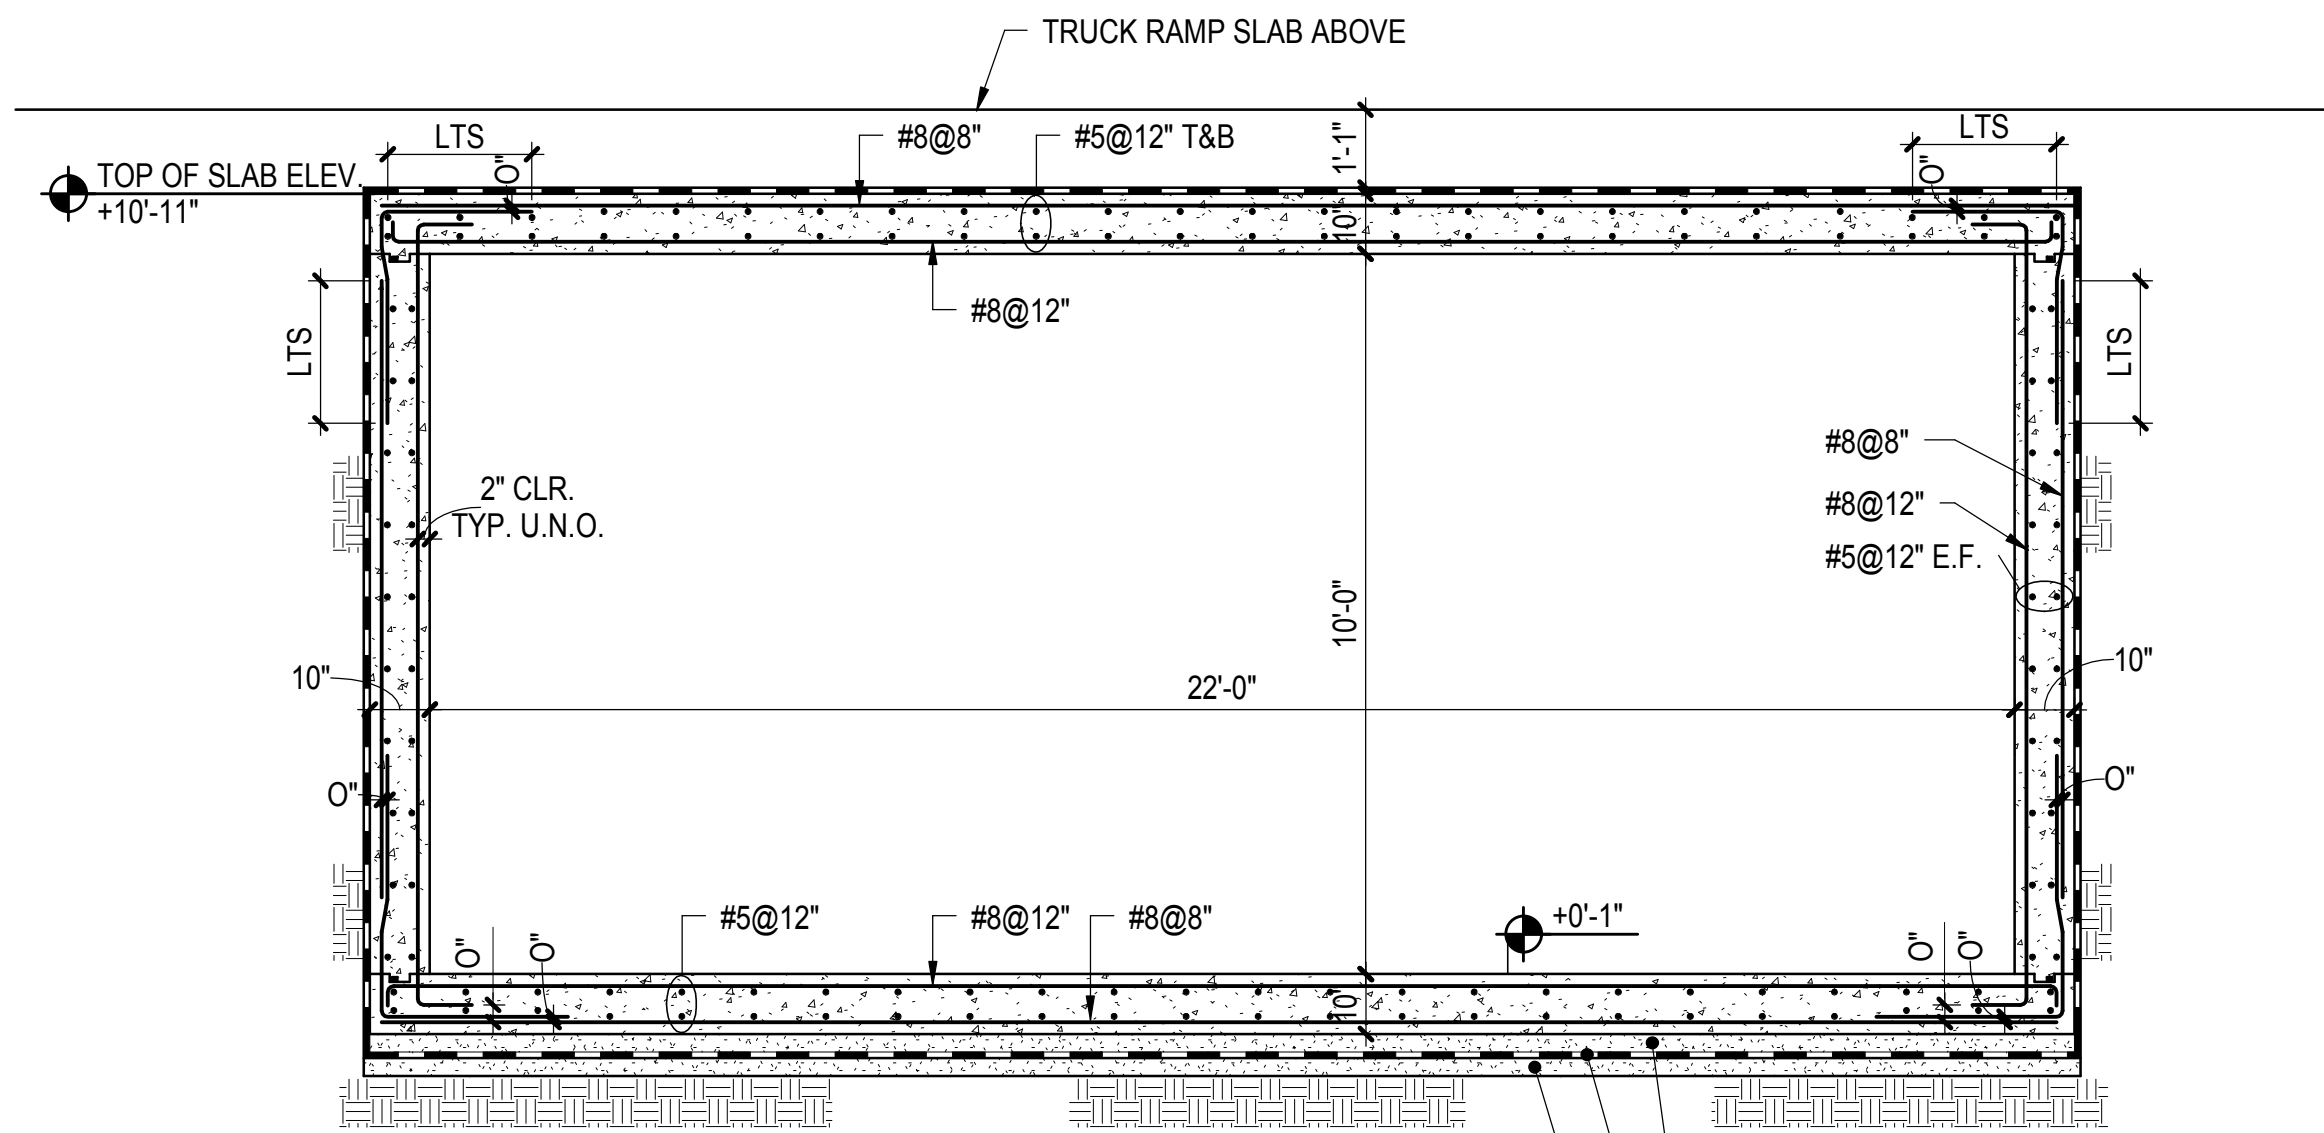 TRUCK RAMP SLAB ABOVE
LTS
#8@8"
#5@12" T&B
1'-1"
LTS
TOP OF SLAB ELEV.
+10'-11"
O"
O"
10"
#8@12"
LTS
LTS
#8@8"
2" CLR.
TYP. U.N.O.
#8@12"
#5@12" E.F.
10'-0"
10"
22'-0"
10"
O"
O"
#5@12"
#8@12"
#8@8"
+0'-1"
O"
O"
O"
O"
10"